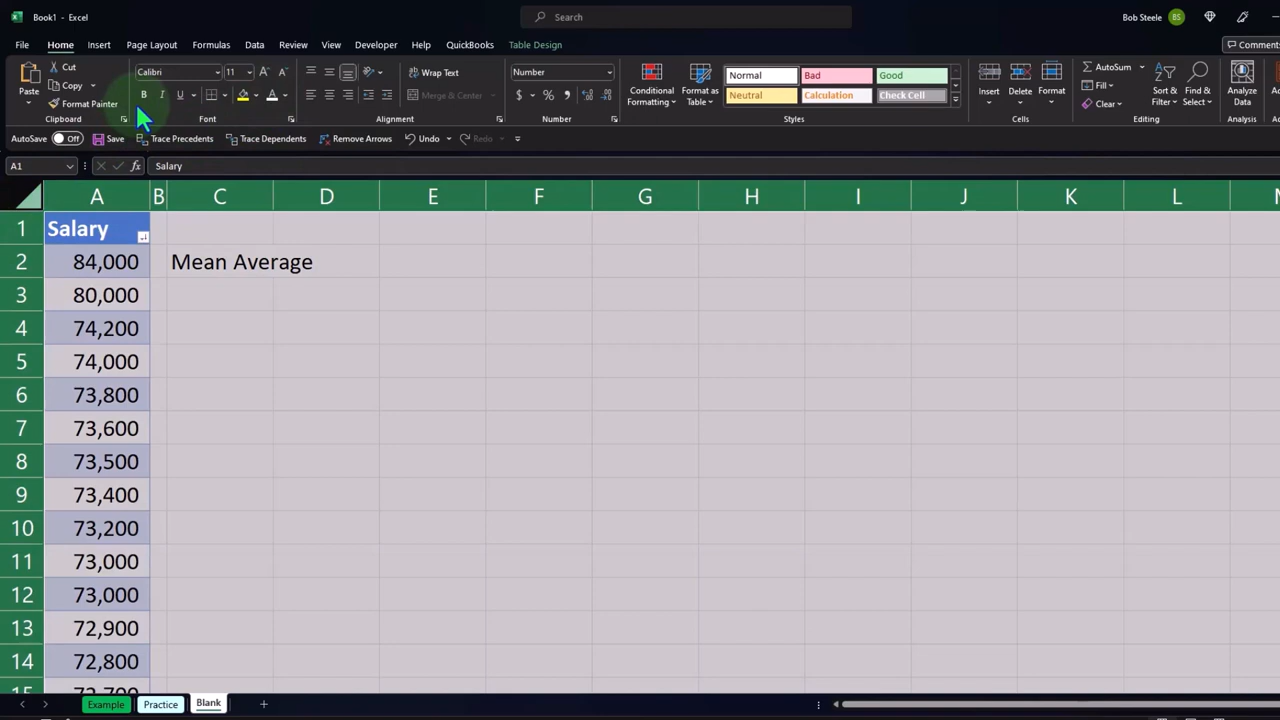 Book1 - Excel
Search
Bob Steele BS
File Home Insert Page Layout Formulas Data Review View Developer Help QuickBooks Table Design Comments
Paste
Cut
Copy
Format Painter
Clipboard
Calibri 11
B I U
Font
Wrap Text
Merge & Center
Alignment
Number
$ %
Number
Conditional Formatting
Format as Table
Normal Bad Good
Neutral Calculation Check Cell
Styles
Insert Delete Format
Cells
AutoSum
Fill
Clear
Sort & Filter
Find & Select
Editing
Analyze Data
Analysis
AutoSave Off Save Trace Precedents Trace Dependents Remove Arrows Undo Redo
A1 fx Salary
A B C D E F G H I J K L
1 Salary
2 84,000 Mean Average
3 80,000
4 74,200
5 74,000
6 73,800
7 73,600
8 73,500
9 73,400
10 73,200
11 73,000
12 73,000
13 72,900
14 72,800
15 72,700
Example Practice Blank